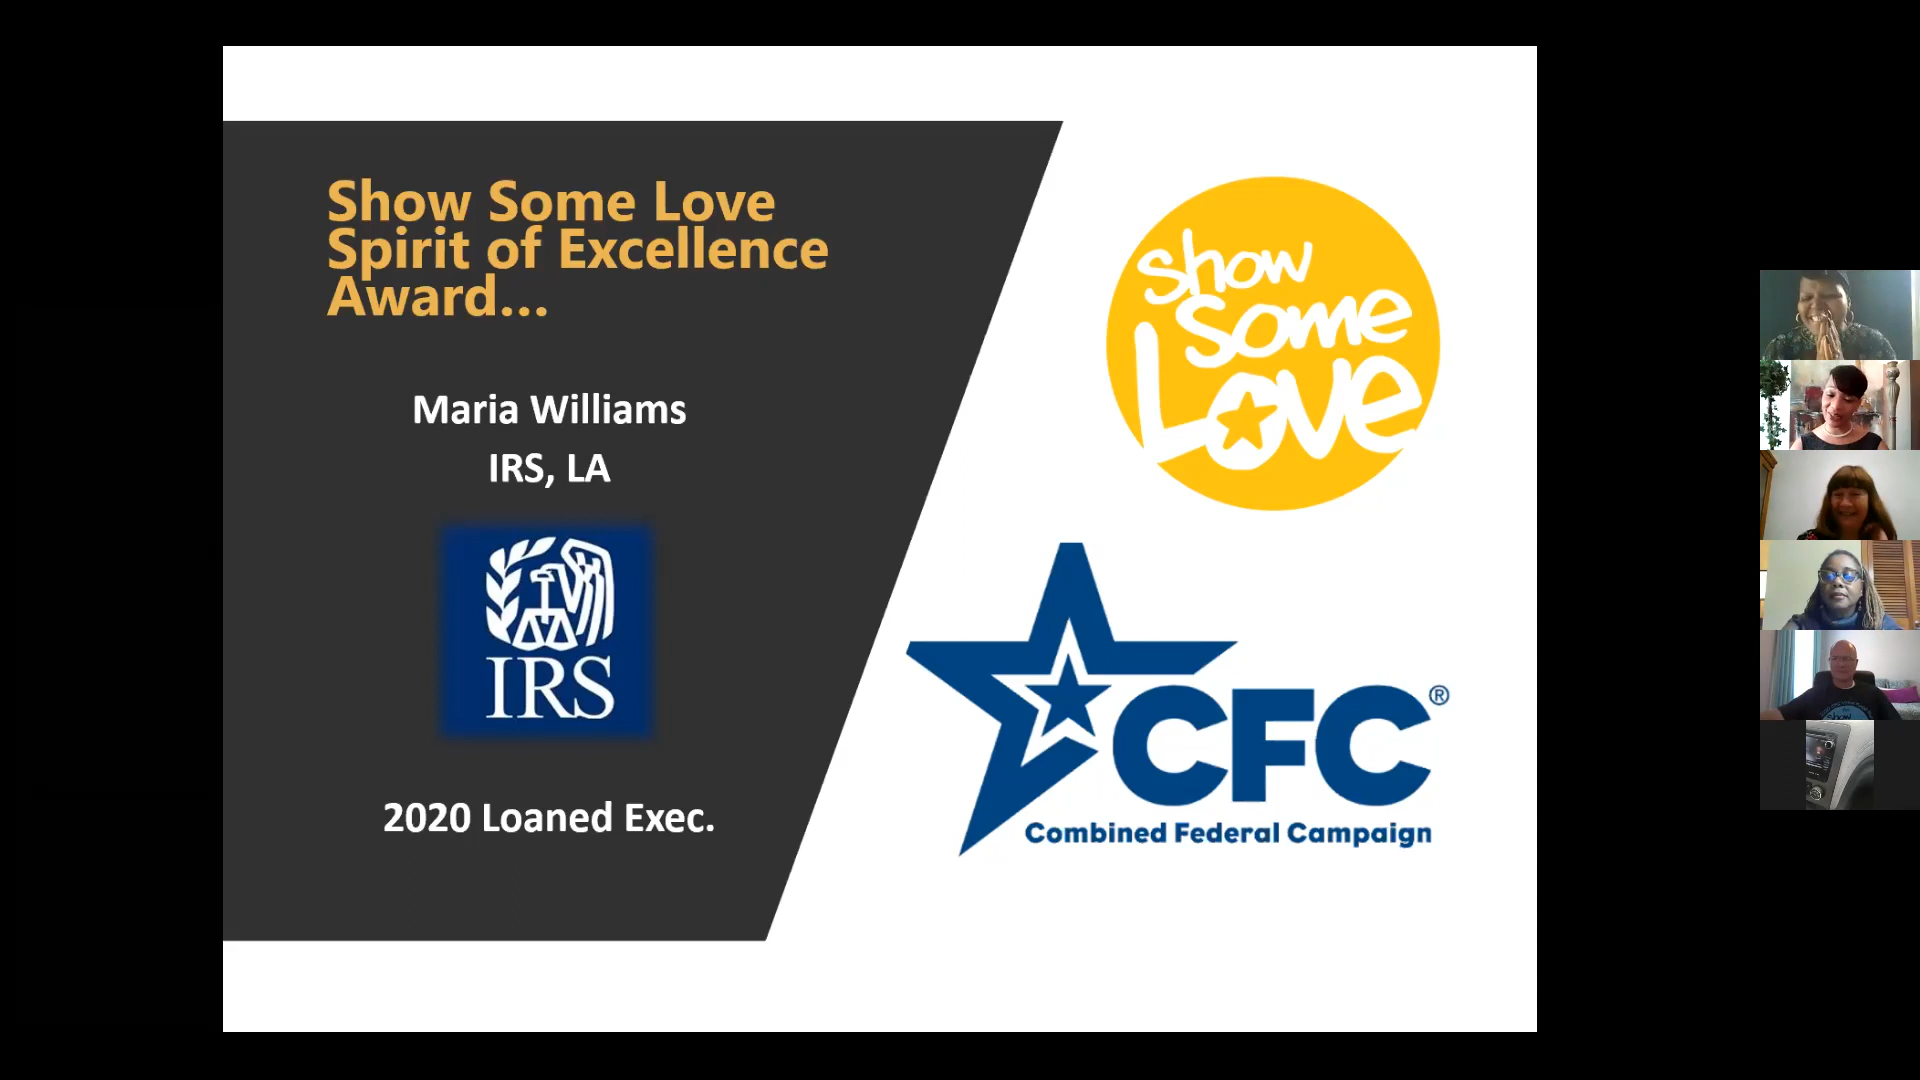 Show Some Love
Spirit of Excellence
Award...
Maria Williams
IRS, LA
IRS
2020 Loaned Exec.
show
some
Love
CFC®
Combined Federal Campaign